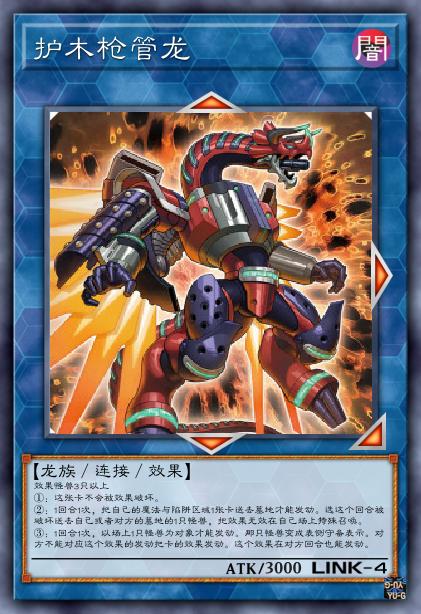 护木枪管龙
闇
【龙族 / 连接 / 效果】
效果怪兽3只以上
①：这张卡不会被效果破坏。
②：1回合1次，把自己的魔法与陷阱区域1张卡送去墓地才能发动。选这个回合被
破坏送去自己或者对方的墓地的1只怪兽，把效果无效在自己场上特殊召唤。
③：1回合1次，以场上1只怪兽为对象才能发动。那只怪兽变成表侧守备表示。对
方不能对应这个效果的发动把卡的效果发动。这个效果在对方回合也能发动。
ATK/3000 LINK-4